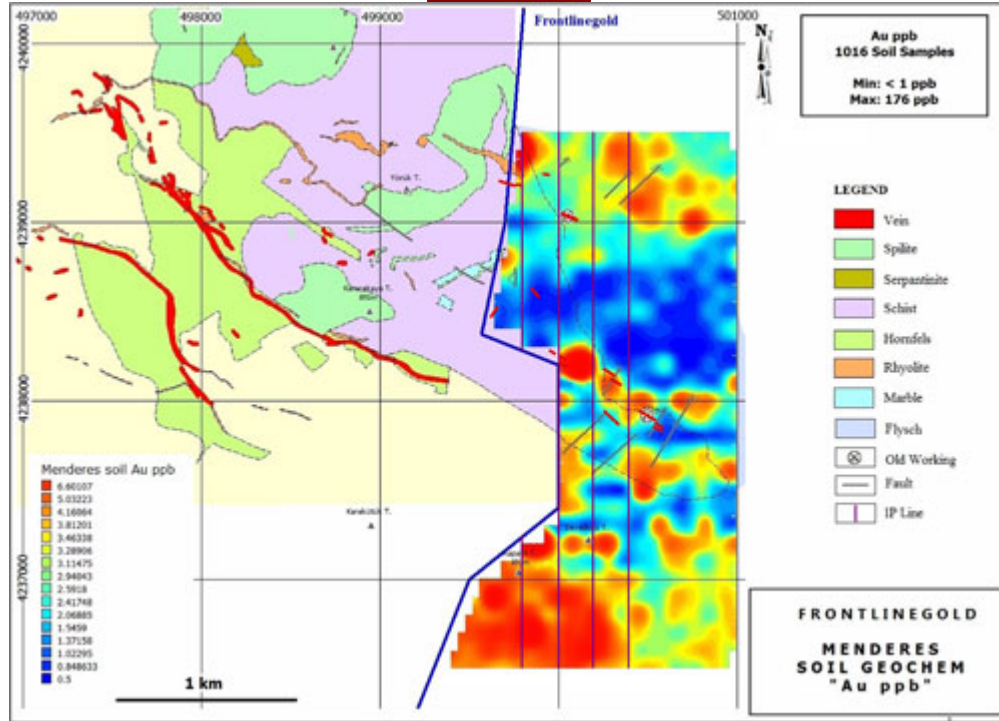 497000
498000
499000
501000
Frontlinegold
4240000
4239000
4238000
4237000
N
Au ppb
1016 Soil Samples
Min: < 1 ppb
Max: 176 ppb
LEGEND
Vein
Spilite
Serpantinite
Schist
Hornfels
Rhyolite
Marble
Flysch
Old Working
Fault
IP Line
Menderes soil Au ppb
6.60107
5.03223
4.16064
3.81201
3.46338
3.28906
3.11475
2.94043
2.5918
2.41748
2.06885
1.5459
1.37158
1.02295
0.848633
0.5
1 km
FRONTLINEGOLD
MENDERES
SOIL GEOCHEM
"Au ppb"